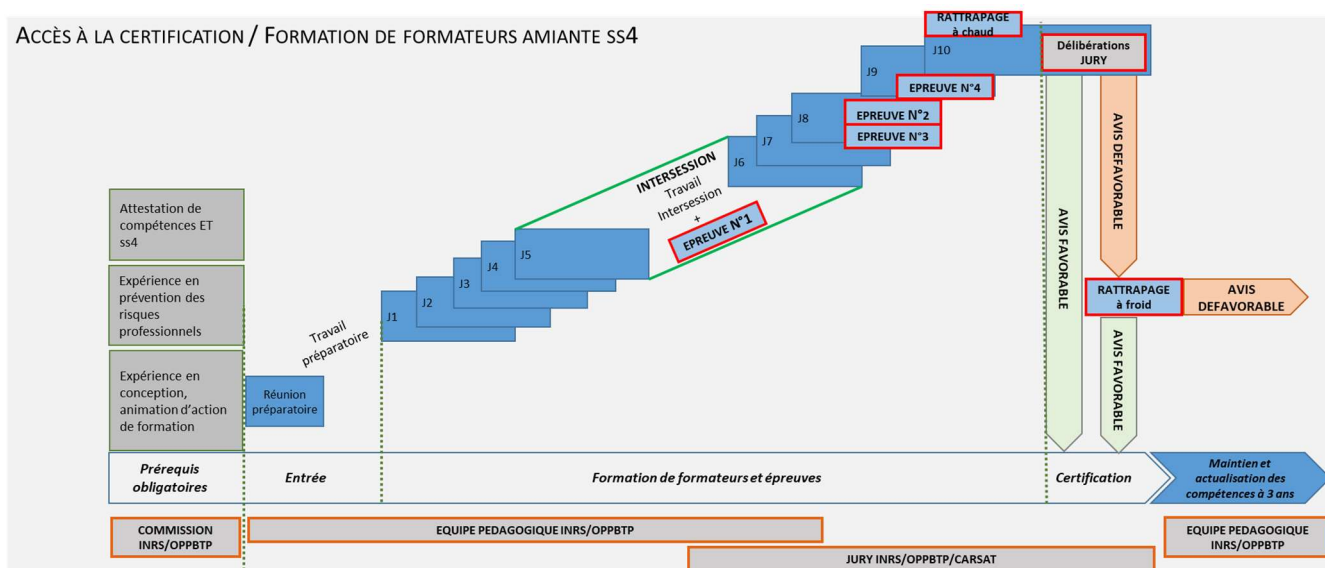 ACCÈS À LA CERTIFICATION / FORMATION DE FORMATEURS AMIANTE SS4
RATTRAPAGE
à chaud
J10
Délibérations
JURY
J9
EPREUVE N°4
J8
EPREUVE N°2
EPREUVE N°3
J7
J6
INTERSESSION
Travail
Intersession
+
EPREUVE N°1
J5
J4
J3
J2
J1
Travail
préparatoire
Attestation de
compétences ET
ss4
Expérience en
prévention des
risques
professionnels
Expérience en
conception,
animation d'action
de formation
Réunion
préparatoire
AVIS FAVORABLE
AVIS DEFAVORABLE
RATTRAPAGE
à froid
AVIS
DEFAVORABLE
AVIS FAVORABLE
Prérequis
obligatoires
Entrée
Formation de formateurs et épreuves
Certification
Maintien et
actualisation des
compétences à 3 ans
COMMISSION
INRS/OPPBTP
EQUIPE PEDAGOGIQUE INRS/OPPBTP
JURY INRS/OPPBTP/CARSAT
EQUIPE PEDAGOGIQUE
INRS/OPPBTP